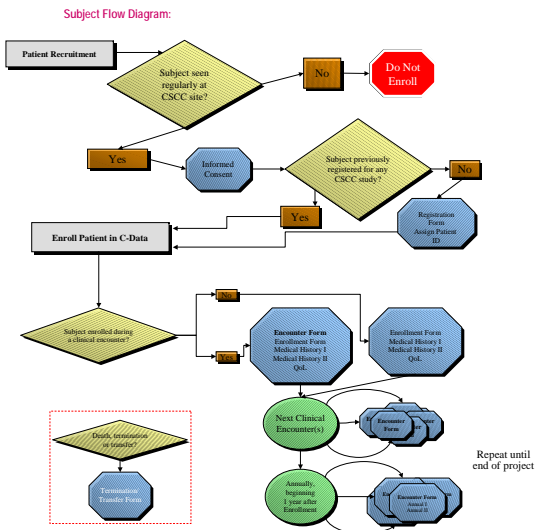 Subject Flow Diagram:
Patient Recruitment
Subject seen
regularly at
CSCC site?
No
Do Not
Enroll
Yes
Informed
Consent
Subject previously
registered for any
CSCC study?
No
Yes
Registration
Form
Assign Patient
ID
Enroll Patient in C-Data
Subject enrolled during
a clinical encounter?
No
Yes
Encounter Form
Enrollment Form
Medical History I
Medical History II
QoL
Enrollment Form
Medical History I
Medical History II
QoL
Next Clinical
Encounter(s)
Encounter
Form
Death, termination
or transfer?
Termination/
Transfer Form
Annually,
beginning
1 year after
Enrollment
Encounter Form
Annual I
Annual II
Repeat until
end of project